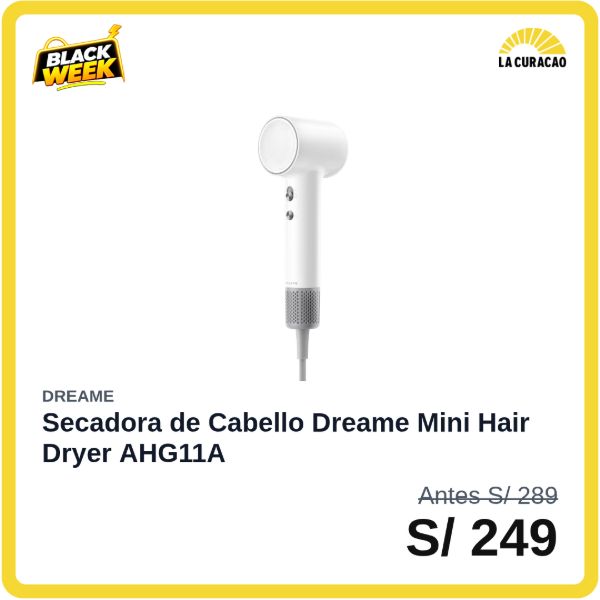 BLACK
WEEK
LA CURACAO
DREAME
Secadora de Cabello Dreame Mini Hair
Dryer AHG11A
Antes S/ 289
S/ 249